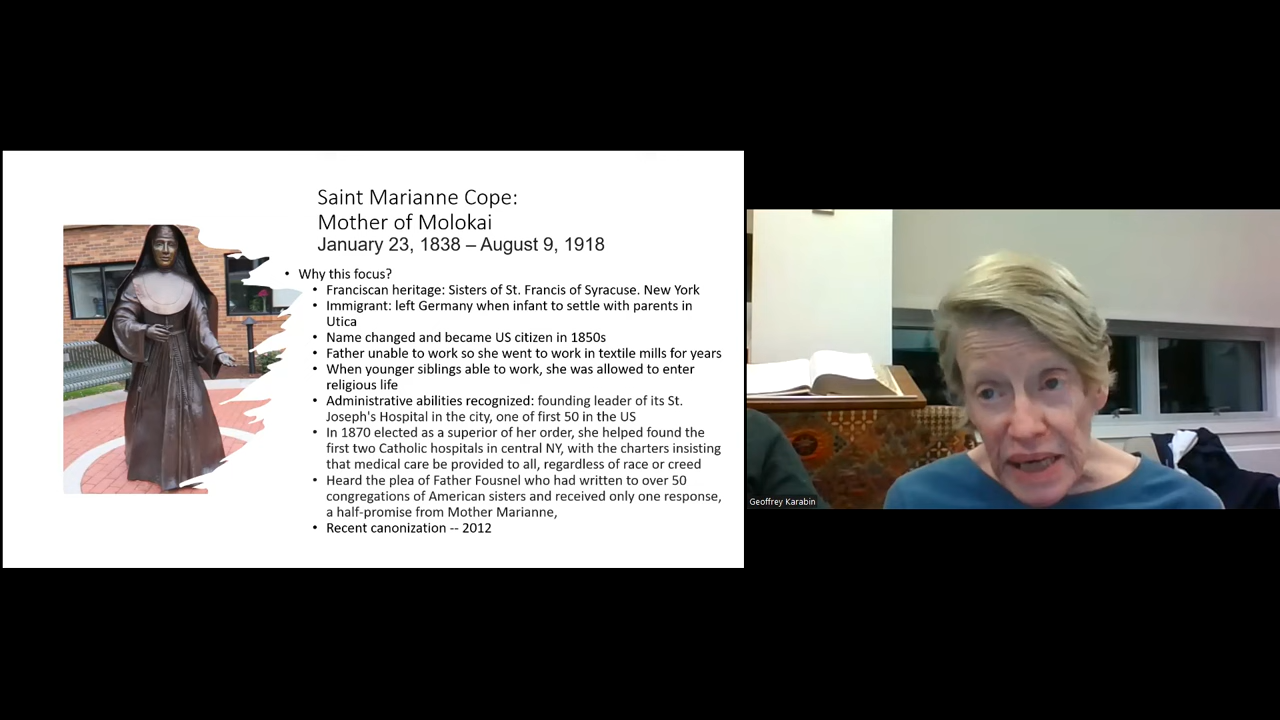 Saint Marianne Cope:
Mother of Molokai
January 23, 1838 – August 9, 1918
• Why this focus?
• Franciscan heritage: Sisters of St. Francis of Syracuse. New York
• Immigrant: left Germany when infant to settle with parents in
Utica
• Name changed and became US citizen in 1850s
• Father unable to work so she went to work in textile mills for years
• When younger siblings able to work, she was allowed to enter
religious life
• Administrative abilities recognized: founding leader of its St.
Joseph's Hospital in the city, one of first 50 in the US
• In 1870 elected as a superior of her order, she helped found the
first two Catholic hospitals in central NY, with the charters insisting
that medical care be provided to all, regardless of race or creed
• Heard the plea of Father Fousnel who had written to over 50
congregations of American sisters and received only one response,
a half-promise from Mother Marianne,
• Recent canonization -- 2012
Geoffrey Karabin